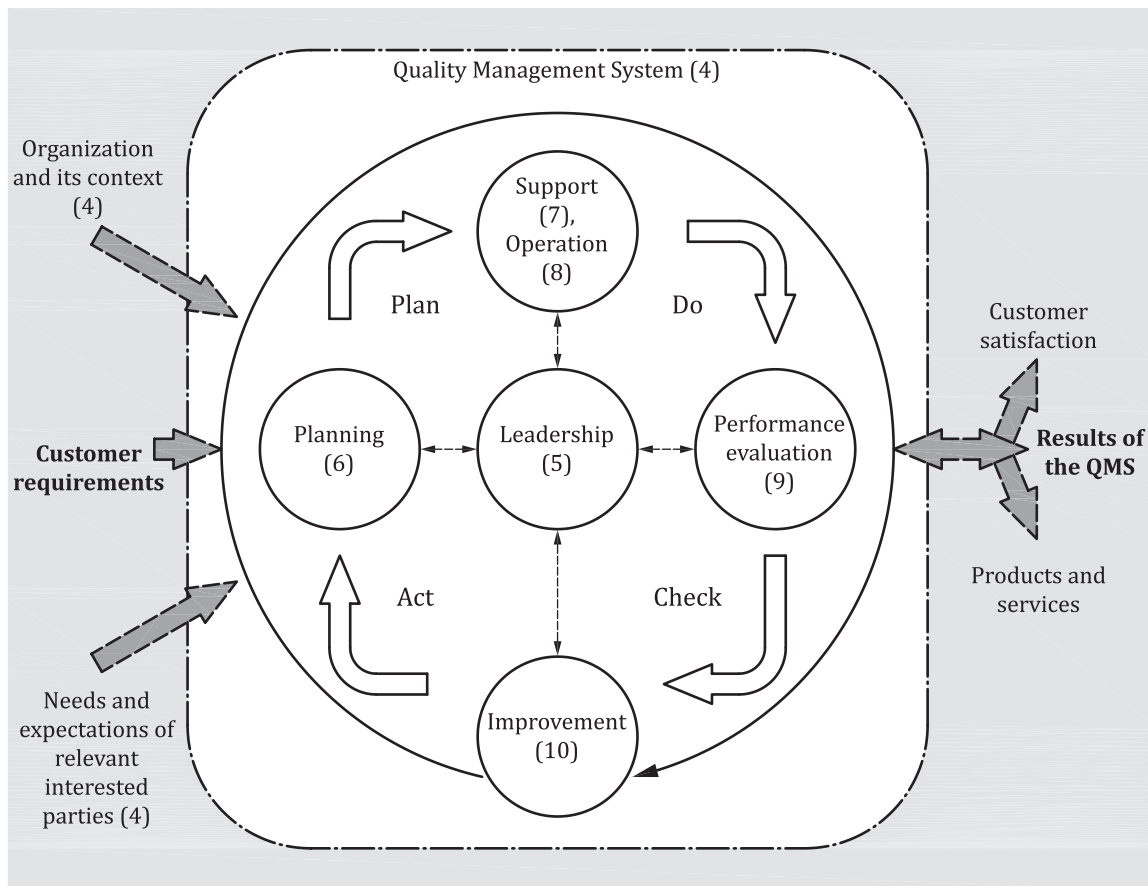 Quality Management System (4)
Organization
and its context
(4)
Support
(7),
Operation
(8)
Plan
Do
Customer
satisfaction
Planning
(6)
Leadership
(5)
Performance
evaluation
(9)
Customer
requirements
Results of
the QMS
Act
Check
Products and
services
Needs and
expectations of
relevant
interested
parties (4)
Improvement
(10)